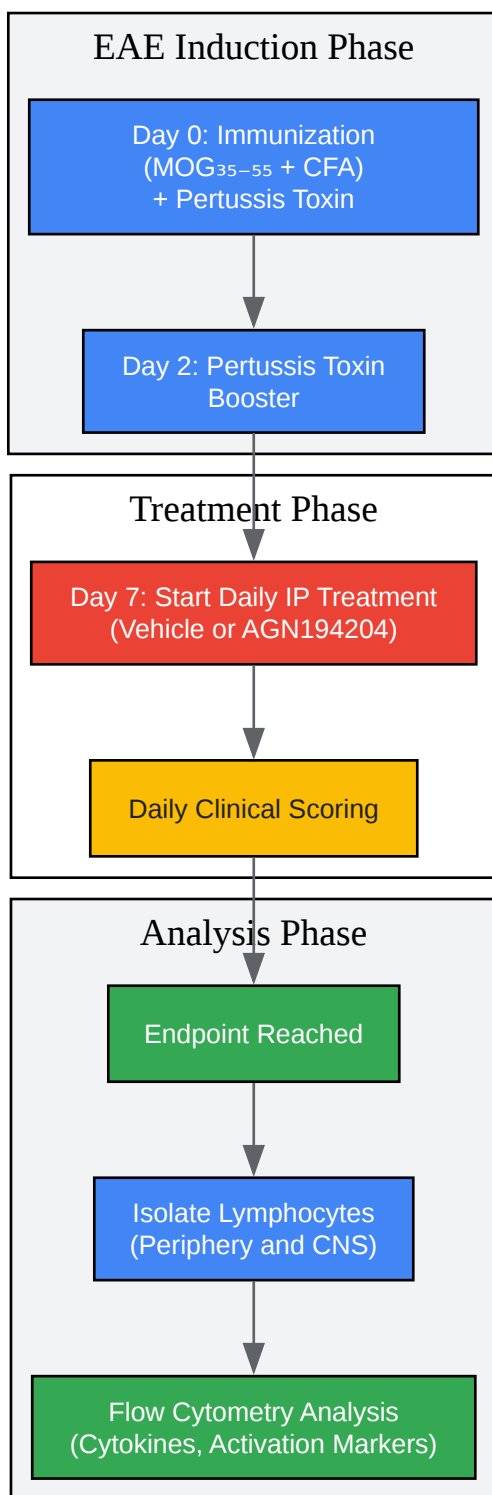 EAE Induction Phase
Day 0: Immunization
(MOG₃₅₋₅₅ + CFA)
+ Pertussis Toxin
Day 2: Pertussis Toxin
Booster
Treatment Phase
Day 7: Start Daily IP Treatment
(Vehicle or AGN194204)
Daily Clinical Scoring
Analysis Phase
Endpoint Reached
Isolate Lymphocytes
(Periphery and CNS)
Flow Cytometry Analysis
(Cytokines, Activation Markers)